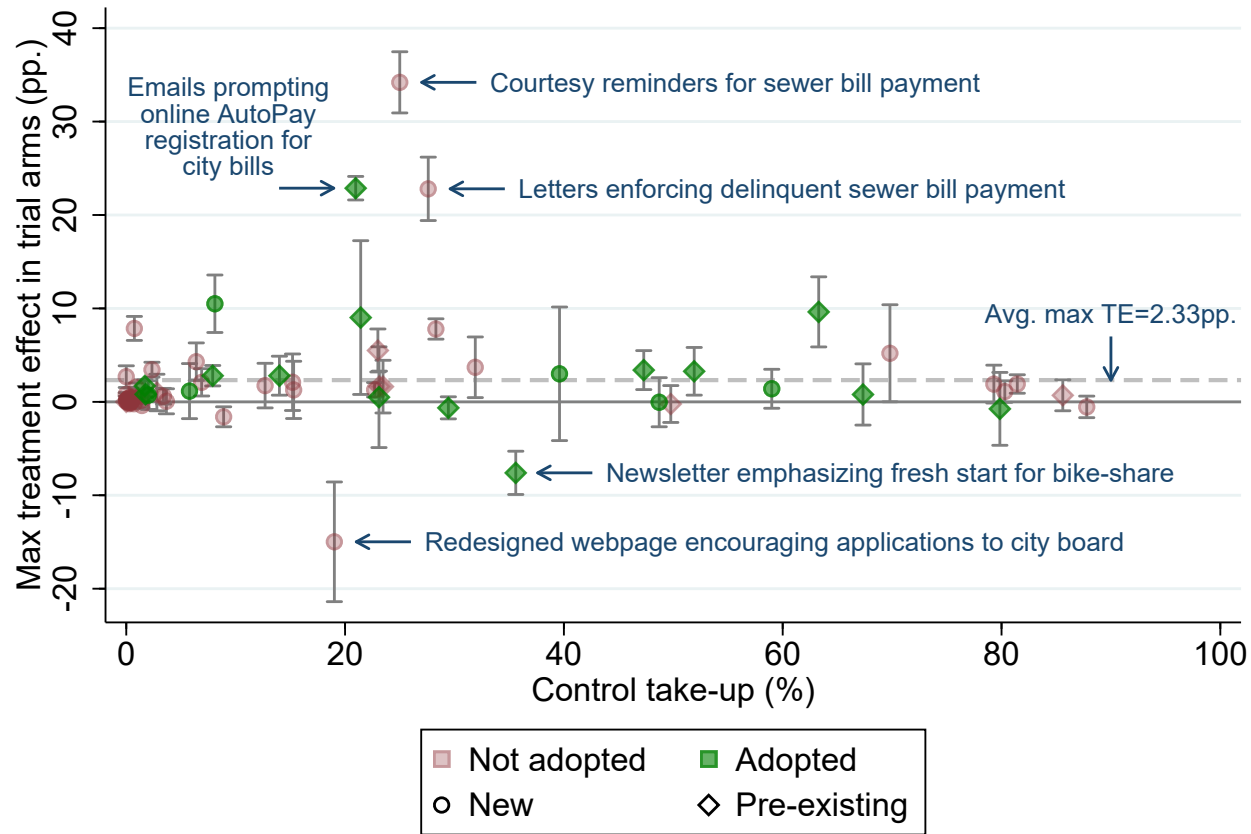 Max treatment effect in trial arms (pp.)
40
30
20
10
0
-10
-20
Emails prompting
online AutoPay
registration for
city bills
Courtesy reminders for sewer bill payment
Letters enforcing delinquent sewer bill payment
Avg. max TE=2.33pp.
Newsletter emphasizing fresh start for bike-share
Redesigned webpage encouraging applications to city board
0 20 40 60 80 100
Control take-up (%)
Not adopted Adopted
New Pre-existing